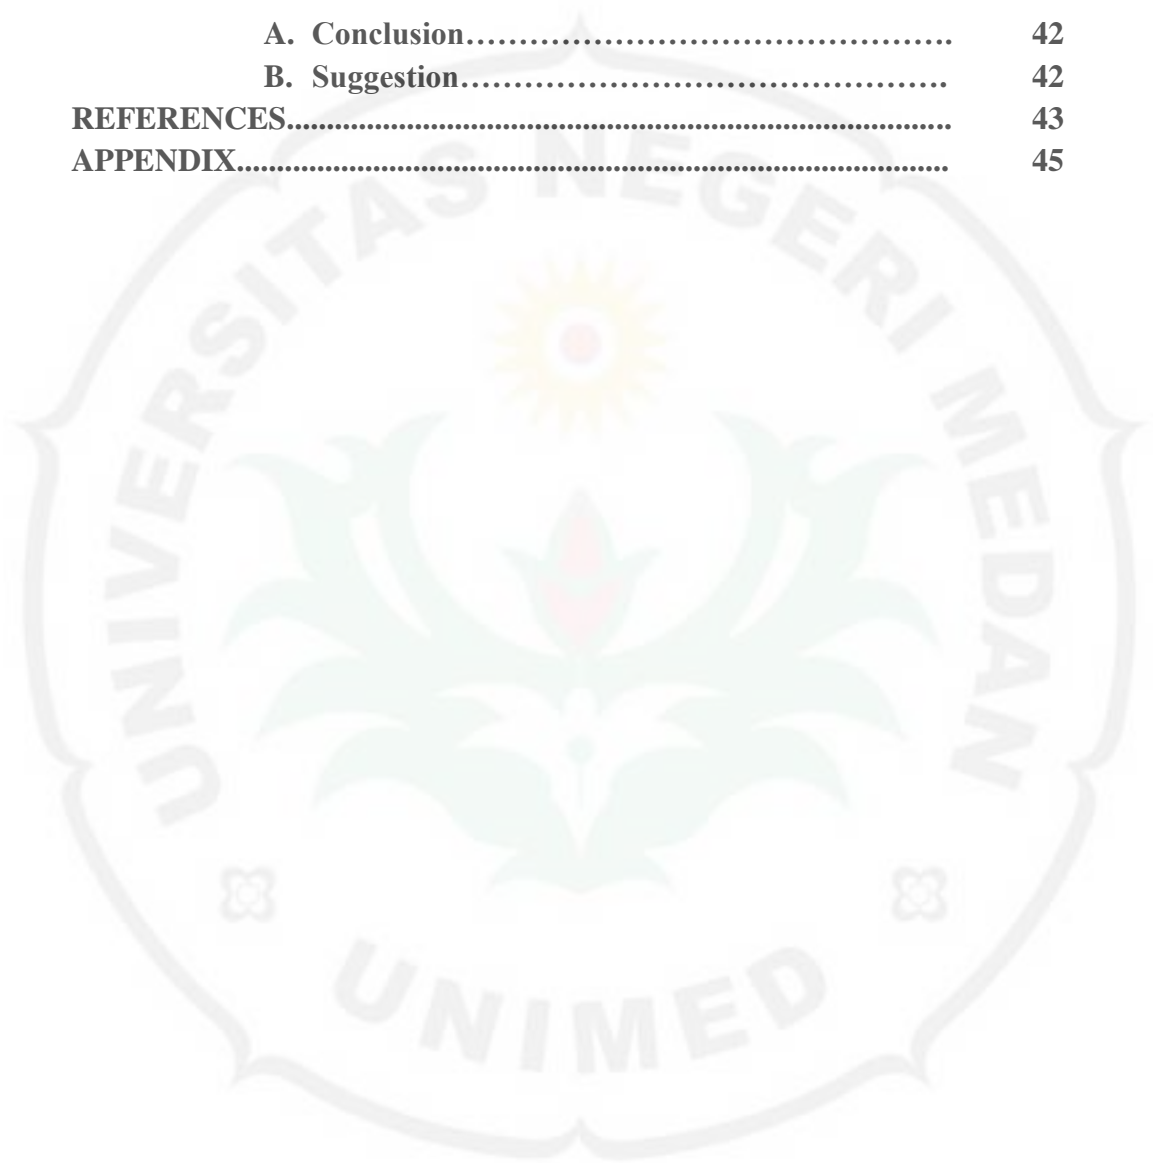 A. Conclusion…………………………………………. 42
B. Suggestion…………………………………………. 42
REFERENCES.................................................................................... 43
APPENDIX.......................................................................................... 45
UNIVERSITAS NEGERI MEDAN
UNIMED